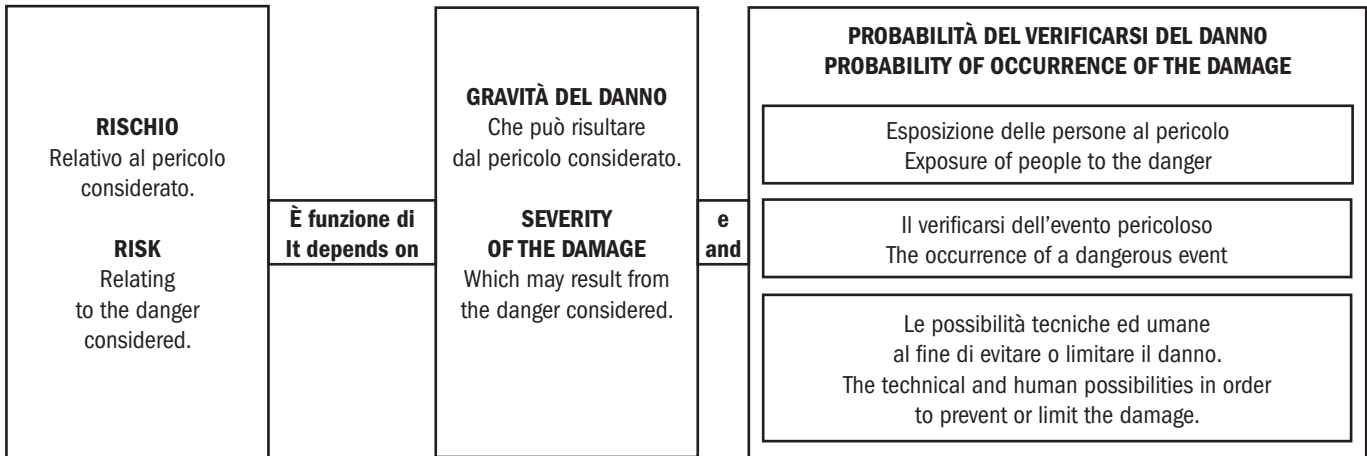 RISCHIO
Relativo al pericolo
considerato.
RISK
Relating
to the danger
considered.
È funzione di
It depends on
GRAVITÀ DEL DANNO
Che può risultare
dal pericolo considerato.
SEVERITY
OF THE DAMAGE
Which may result from
the danger considered.
e
and
PROBABILITÀ DEL VERIFICARSI DEL DANNO
PROBABILITY OF OCCURRENCE OF THE DAMAGE
Esposizione delle persone al pericolo
Exposure of people to the danger
Il verificarsi dell'evento pericoloso
The occurrence of a dangerous event
Le possibilità tecniche ed umane
al fine di evitare o limitare il danno.
The technical and human possibilities in order
to prevent or limit the damage.